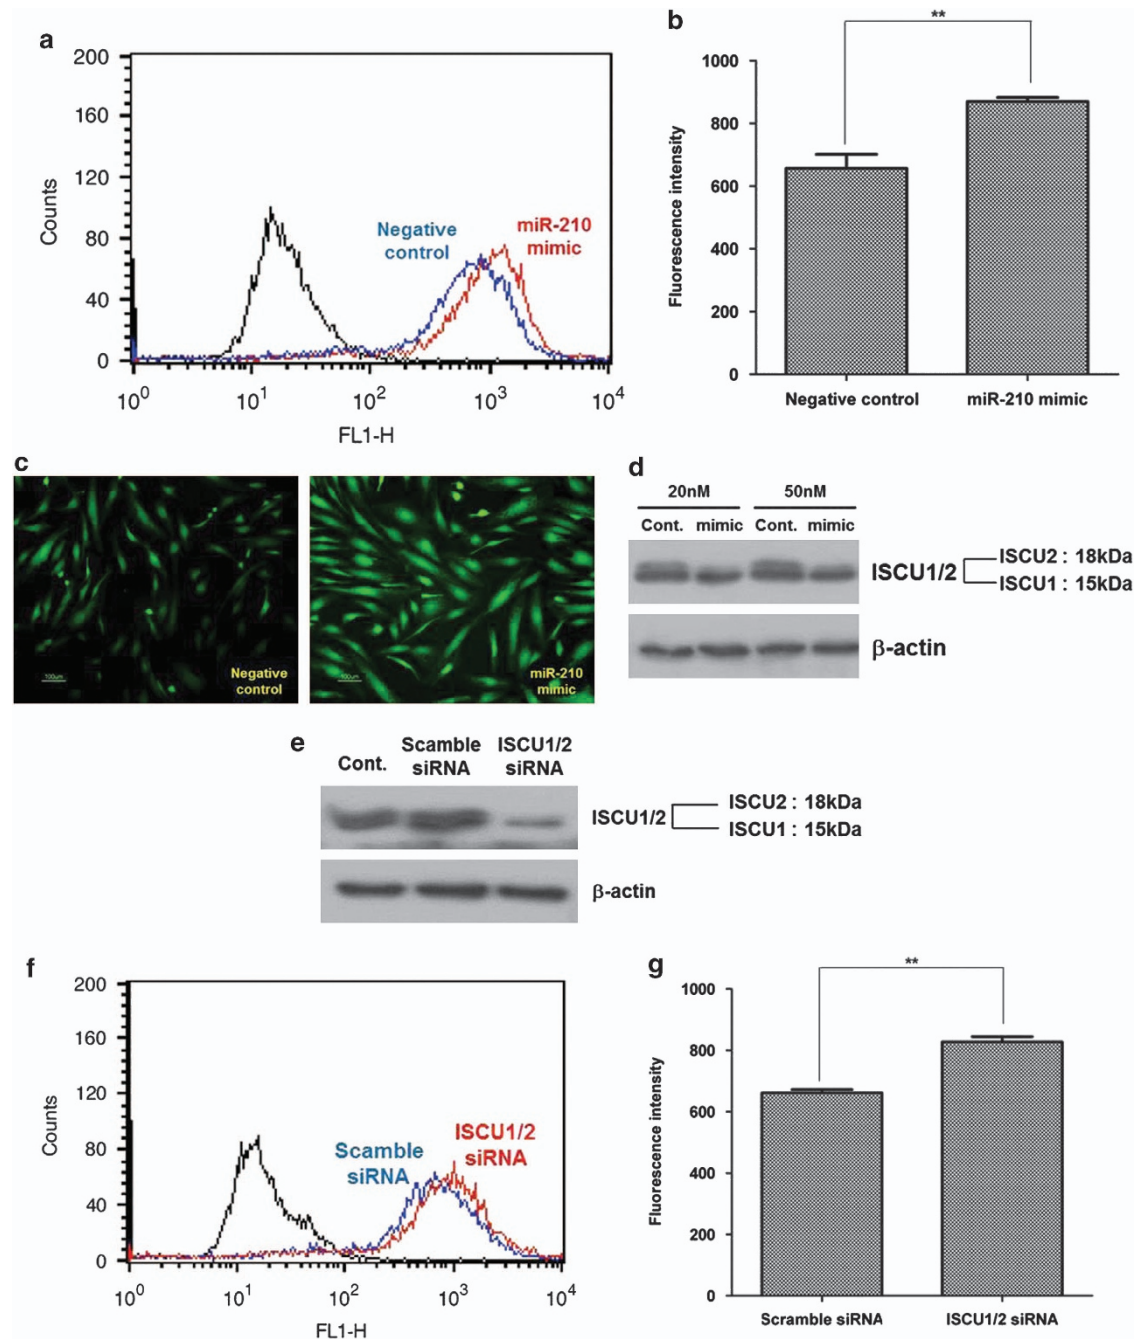 a
200
160
120
80
40
0
Counts
Negative
control
miR-210
mimic
10^0 10^1 10^2 10^3 10^4
FL1-H
b
**
1000
800
600
400
200
0
Fluorescence intensity
Negative control miR-210 mimic
c
100um
Negative
control
100um
miR-210
mimic
d
20nM 50nM
Cont. mimic Cont. mimic
ISCU1/2
ISCU2 : 18kDa
ISCU1 : 15kDa
β-actin
e
Cont.
Scamble
siRNA
ISCU1/2
siRNA
ISCU1/2
ISCU2 : 18kDa
ISCU1 : 15kDa
β-actin
f
200
160
120
80
40
0
Counts
Scamble
siRNA
ISCU1/2
siRNA
10^0 10^1 10^2 10^3 10^4
FL1-H
g
**
1000
800
600
400
200
0
Fluorescence intensity
Scramble siRNA ISCU1/2 siRNA